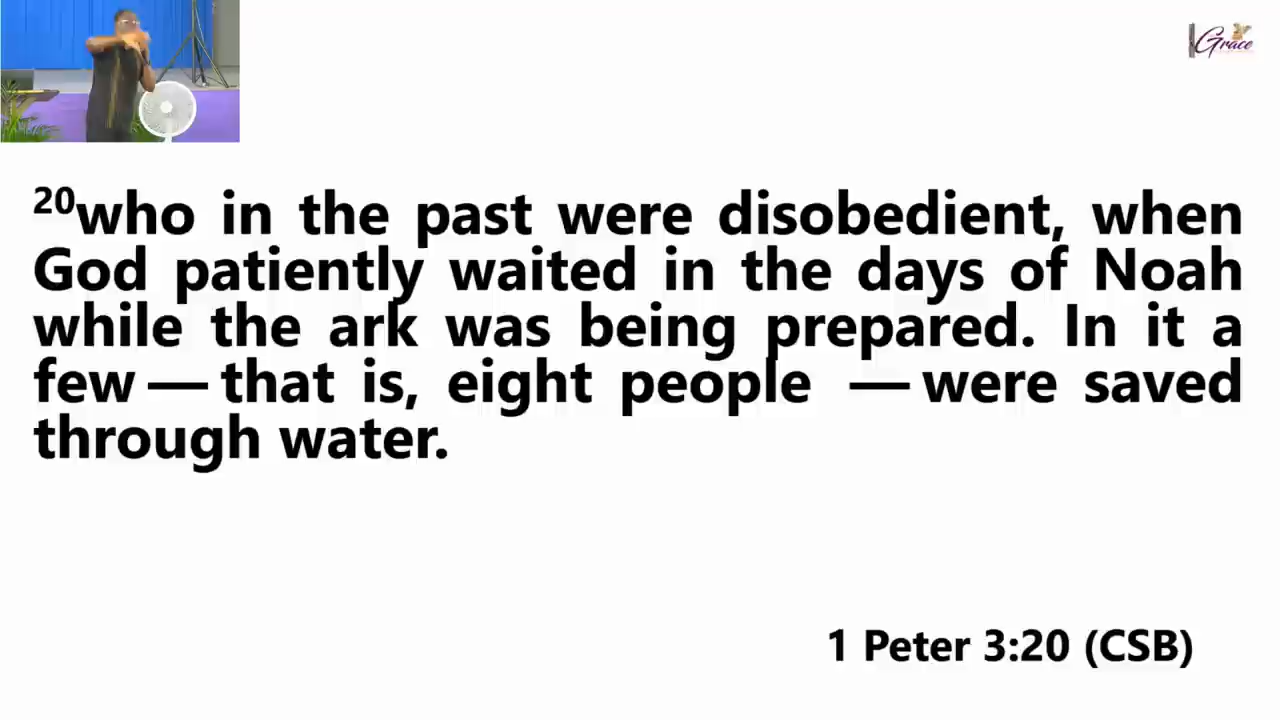 Grace
20who in the past were disobedient, when
God patiently waited in the days of Noah
while the ark was being prepared. In it a
few — that is, eight people — were saved
through water.
1 Peter 3:20 (CSB)